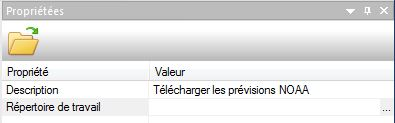 Propriétées
Propriété Valeur
Description Télécharger les prévisions NOAA
Répertoire de travail ...